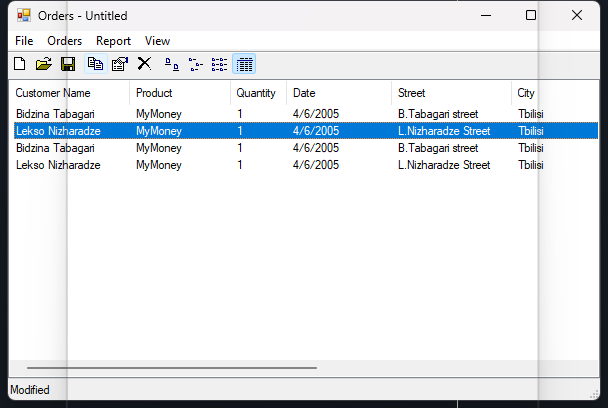 Orders - Untitled
File Orders Report View
Customer Name Product Quantity Date Street City
Bidzina Tabagari MyMoney 1 4/6/2005 B.Tabagari street Tbilisi
Lekso Nizharadze MyMoney 1 4/6/2005 L.Nizharadze Street Tbilisi
Bidzina Tabagari MyMoney 1 4/6/2005 B.Tabagari street Tbilisi
Lekso Nizharadze MyMoney 1 4/6/2005 L.Nizharadze Street Tbilisi
Modified